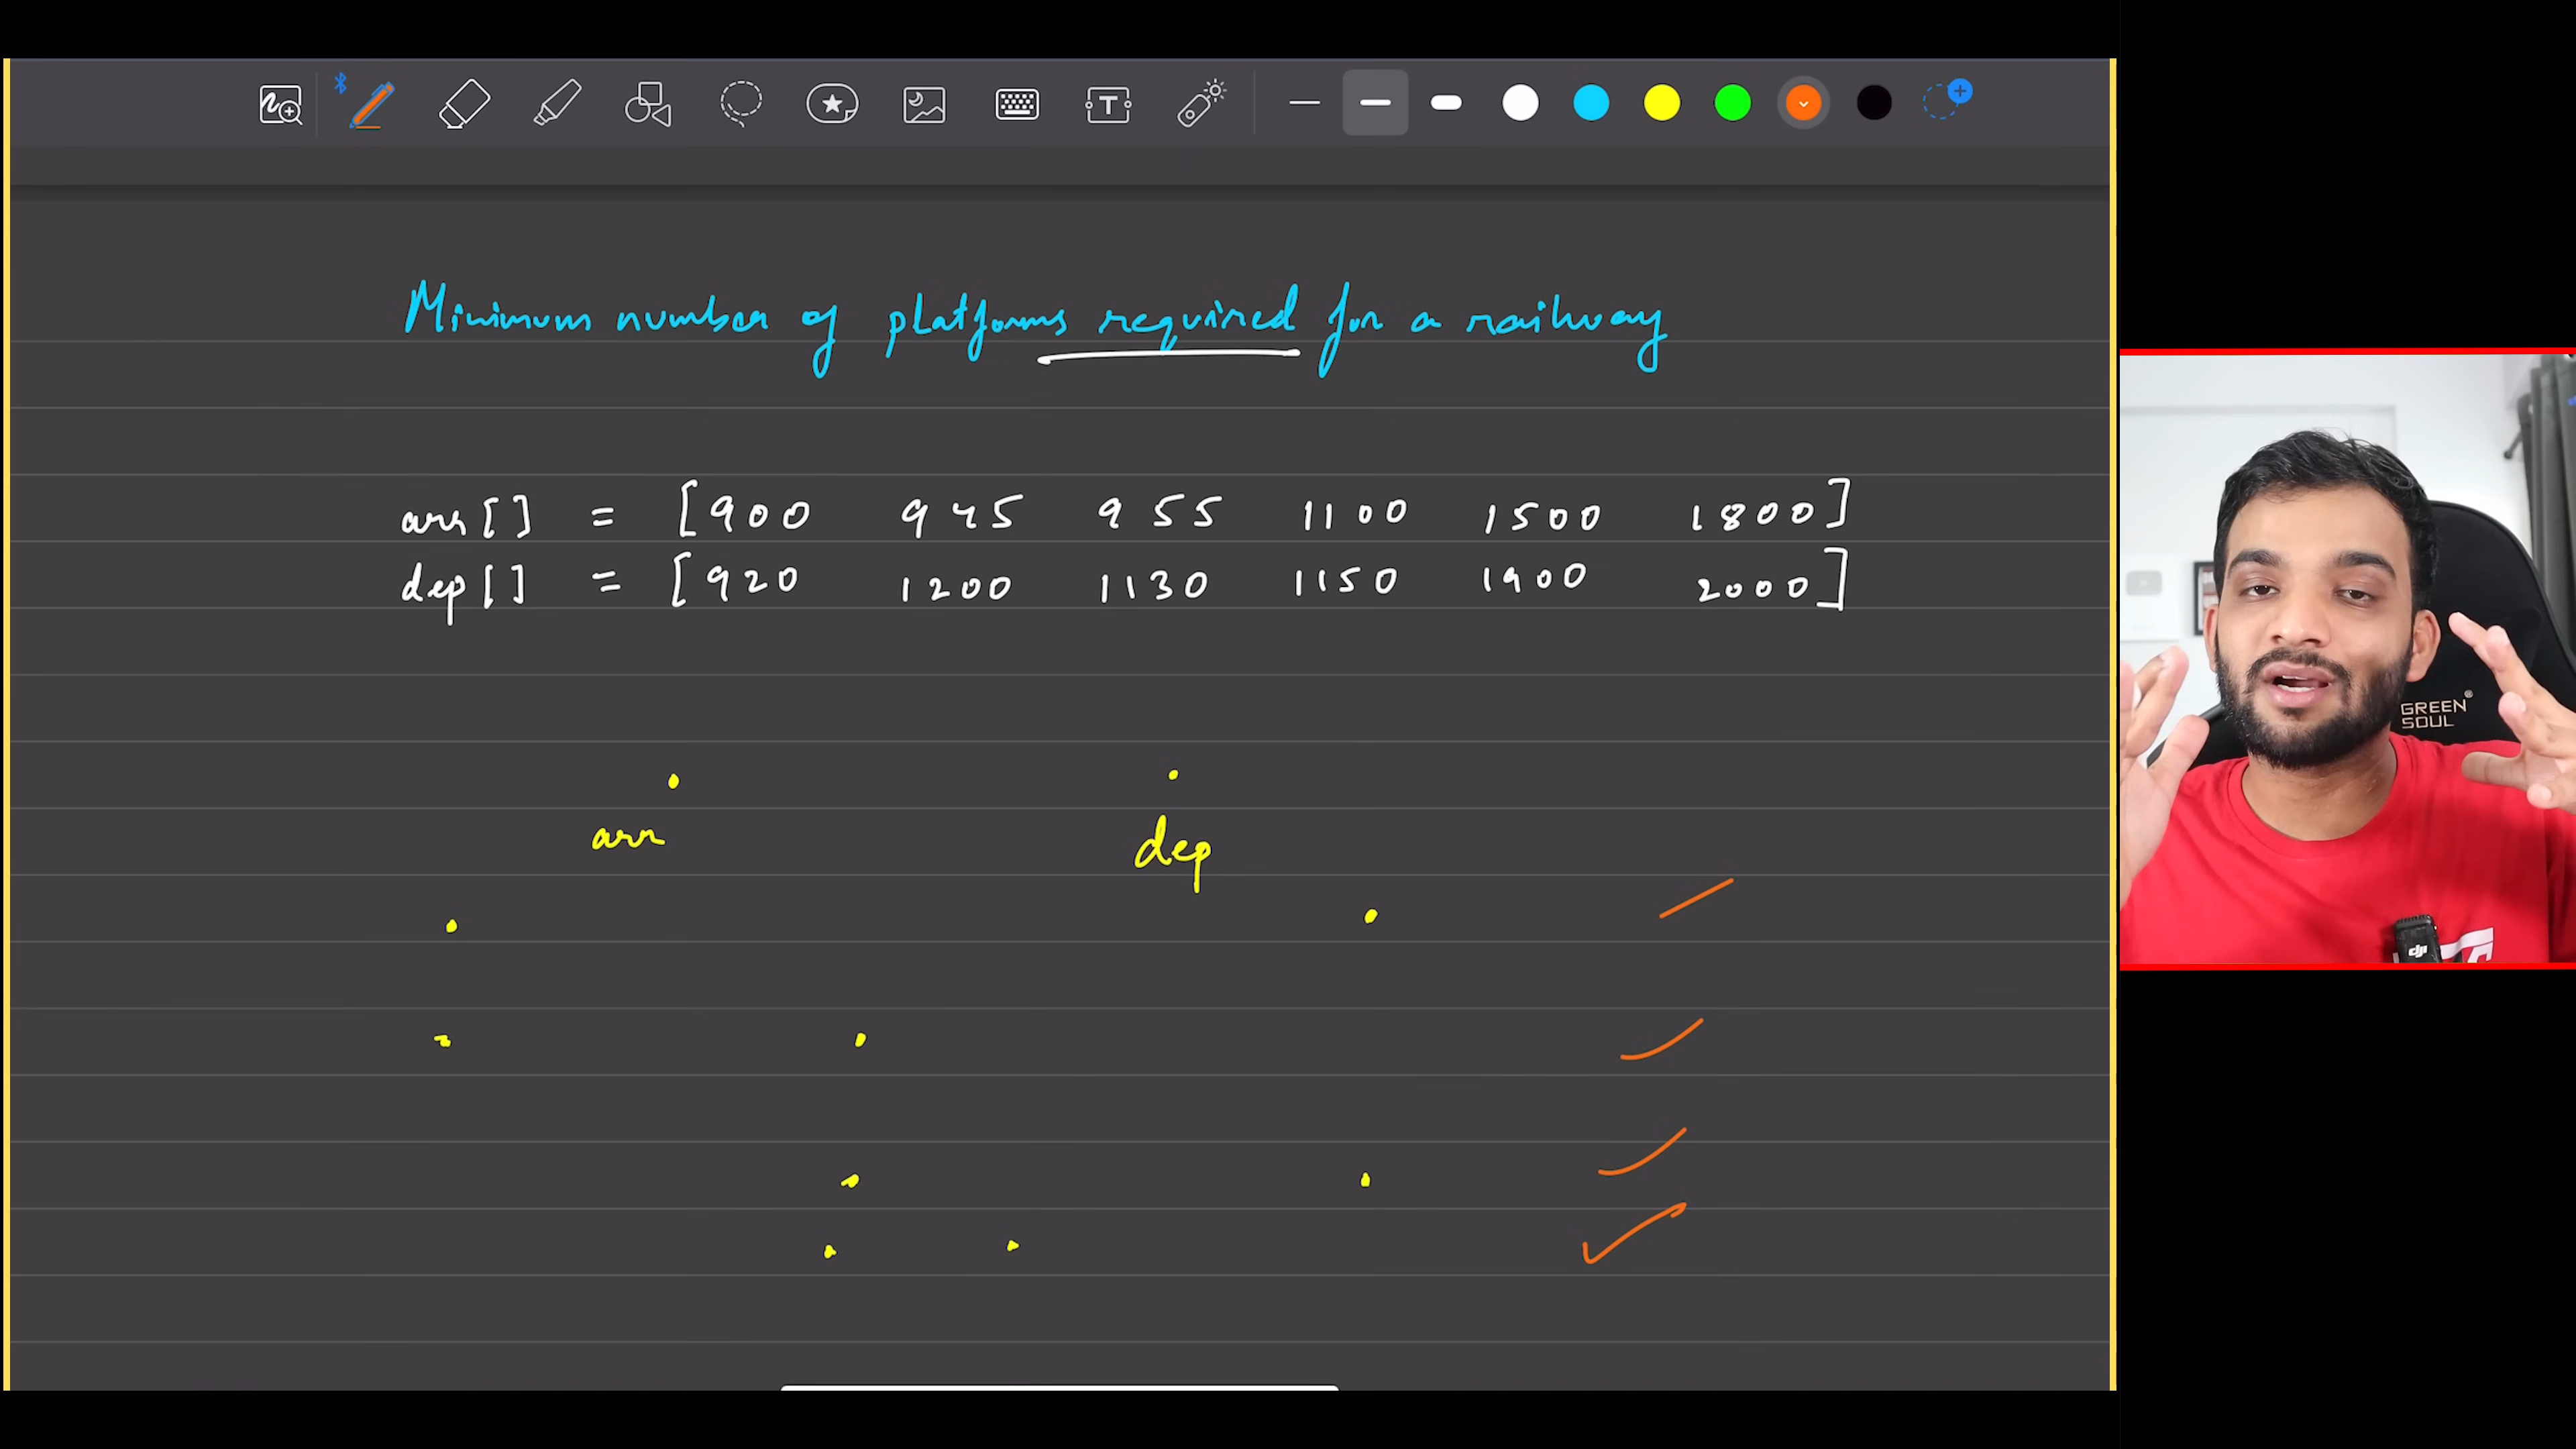 T
Minimum number of platforms required for a railway
arr[] = [900 945 955 1100 1500 1800]
dep[] = [920 1200 1130 1150 1900 2000]
arr
dep
GREEN
SOUL
dji